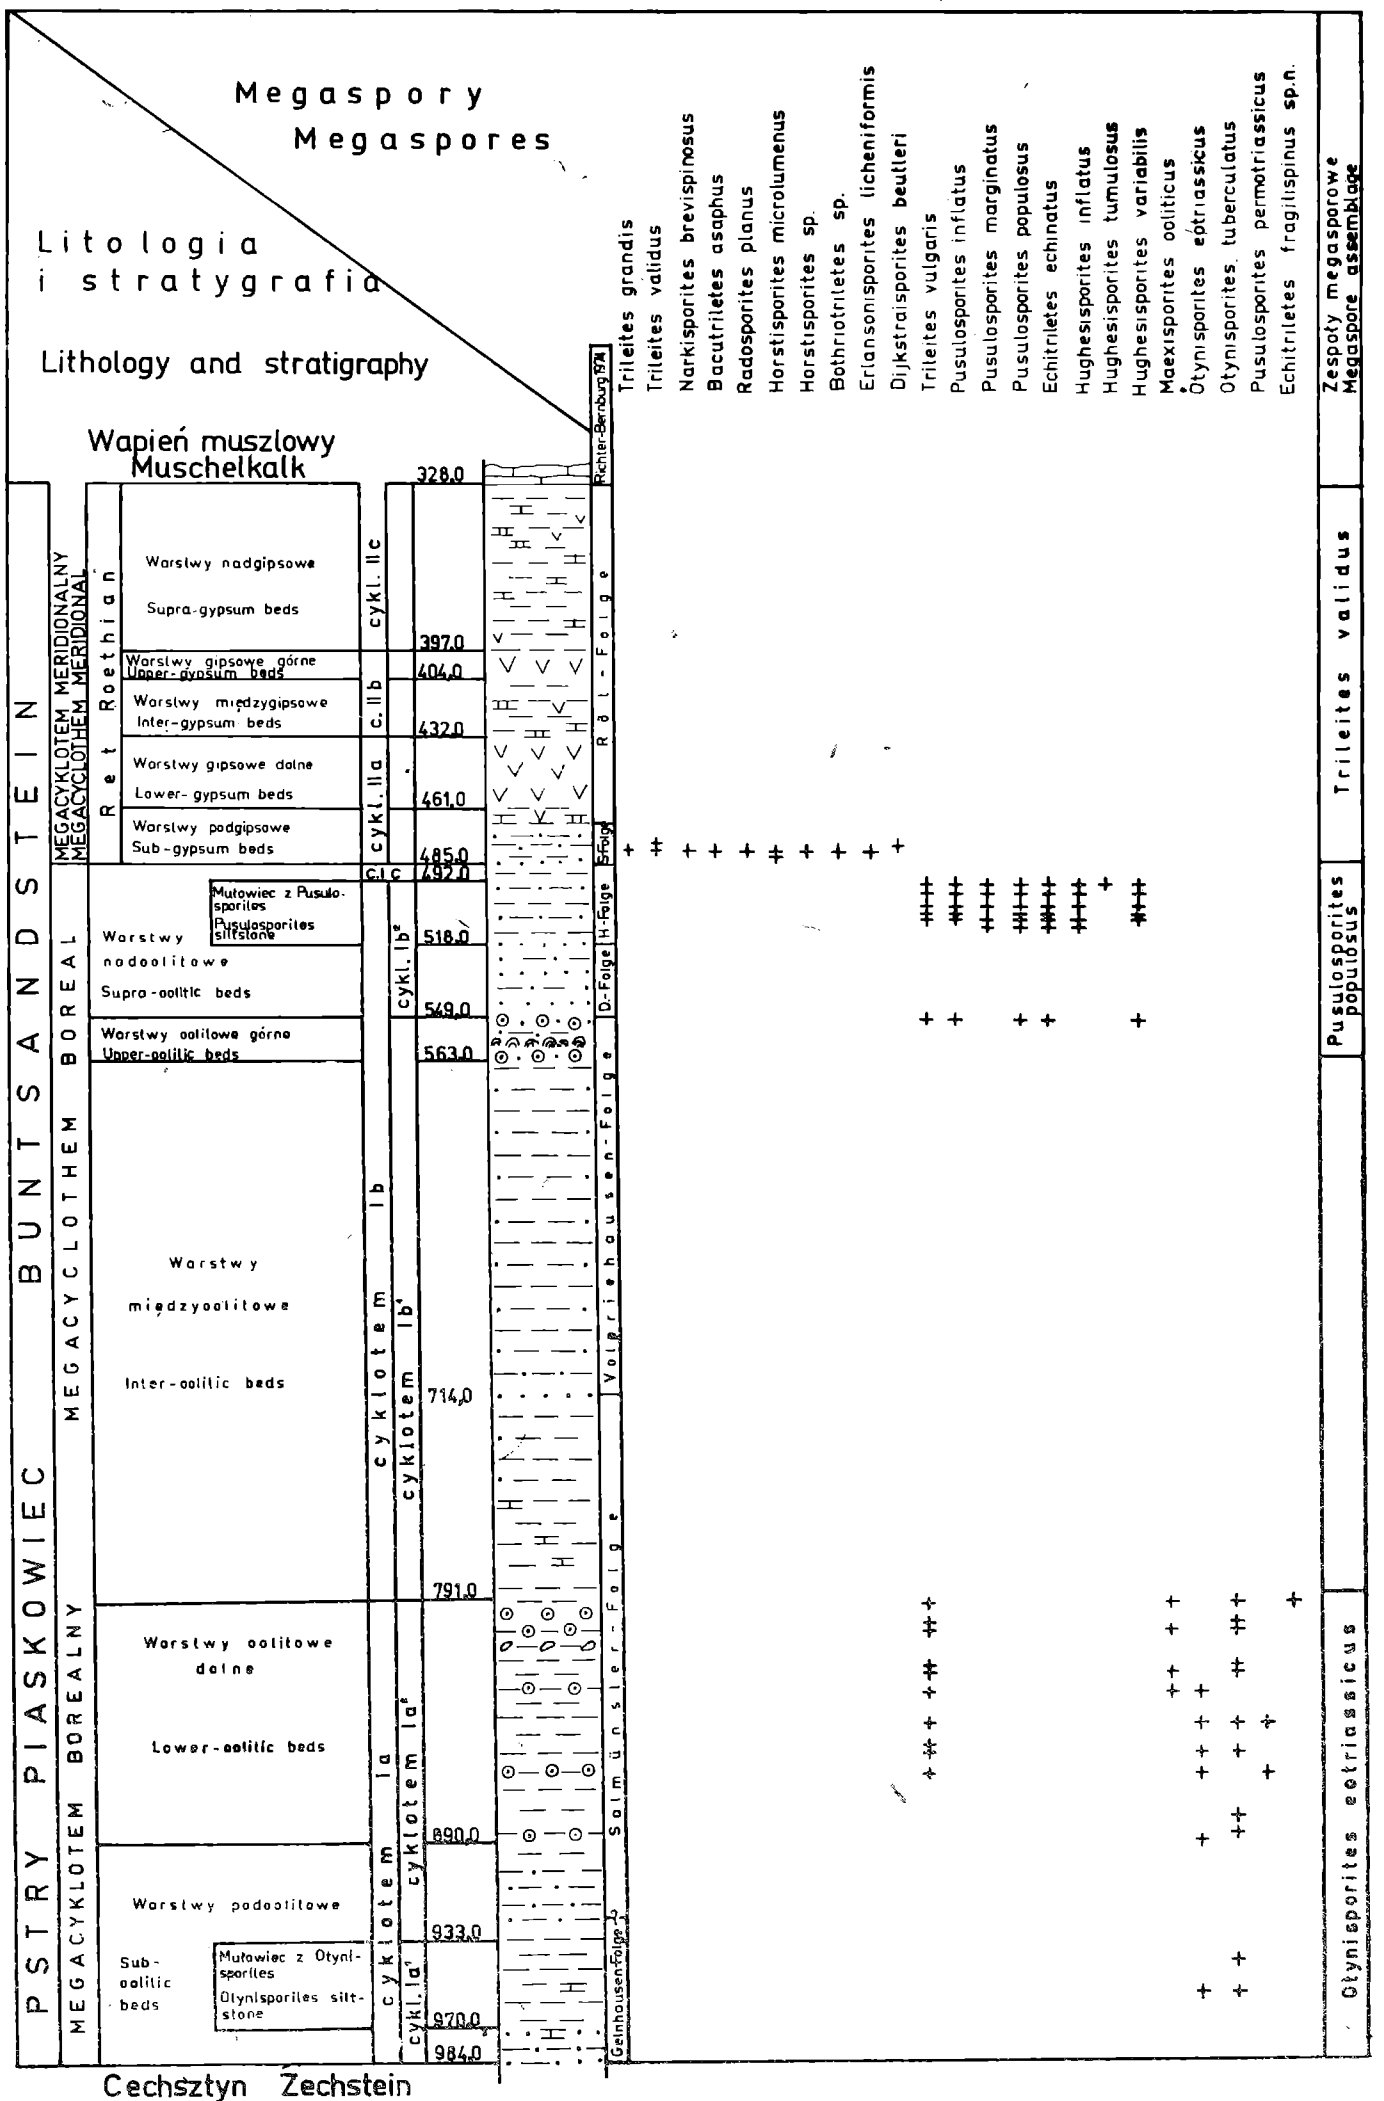 Megaspory
Megaspores
Litologia
i stratygrafia
Lithology and stratigraphy
Wapień muszlowy
Muschelkalk
Richter-Bernburg 1974
Trileites grandis
Trileites validus
Narkisporites brevispinosus
Bacutriletes asaphus
Radosporites planus
Horstisporites microlumenus
Horstisporites sp.
Bothriotriletes sp.
Erlansonisporites licheniformis
Dijkstraisporites beutleri
Trileites vulgaris
Pusulosporites inflatus
Pusulosporites marginatus
Pusulosporites populosus
Echitriletes echinatus
Hughesisporites inflatus
Hughesisporites tumulosus
Hughesisporites variabilis
Maexisporites ooliticus
Otynisporites eotriassicus
Otynisporites tuberculatus
Pusulosporites permotriassicus
Echitriletes fragilispinus sp.n.
Zespoły megasporowe
Megaspore assemblage
PSTRY PIASKOWIEC BUNTSANDSTEIN
MEGACYKLOTEM MERIDIONALNY
MEGACYCLOTHEM MERIDIONAL
MEGACYKLOTEM BOREALNY
MEGACYCLOTHEM BOREAL
Ret Roethian
Warstwy nadgipsowe
Supra-gypsum beds
Warstwy gipsowe górne
Upper-gypsum beds
Warstwy międzygipsowe
Inter-gypsum beds
Warstwy gipsowe dolne
Lower-gypsum beds
Warstwy podgipsowe
Sub-gypsum beds
Mułowiec z Pusulo-
sporites
Pusulosporites
siltstone
Warstwy
nadoolitowe
Supra-oolitic beds
Warstwy oolitowe górne
Upper-oolitic beds
Warstwy
międzyoolitowe
Inter-oolitic beds
Warstwy oolitowe
dolne
Lower-oolitic beds
Warstwy podoolitowe
Sub-
oolitic
beds
Mułowiec z Otyni-
sporites
Otynisporites silt-
stone
cykl. IIc
c. IIb
cykl. IIa
c.I c
cykl. Ib²
cyklotem Ib
cyklotem Ib¹
cyklotem Ia
cyklotem Ia²
cykl. Ia¹
328,0
397,0
404,0
432,0
461,0
485,0
492,0
518,0
549,0
563,0
714,0
791,0
890,0
933,0
970,0
984,0
Röt-Folge
S-Folge
H-Folge
D-Folge
Volpriehausen-Folge
Salmünster-Folge
Gelnhausen-Folge
Trileites validus
Pusulosporites
populosus
Otynisporites eotriassicus
Cechsztyn Zechstein